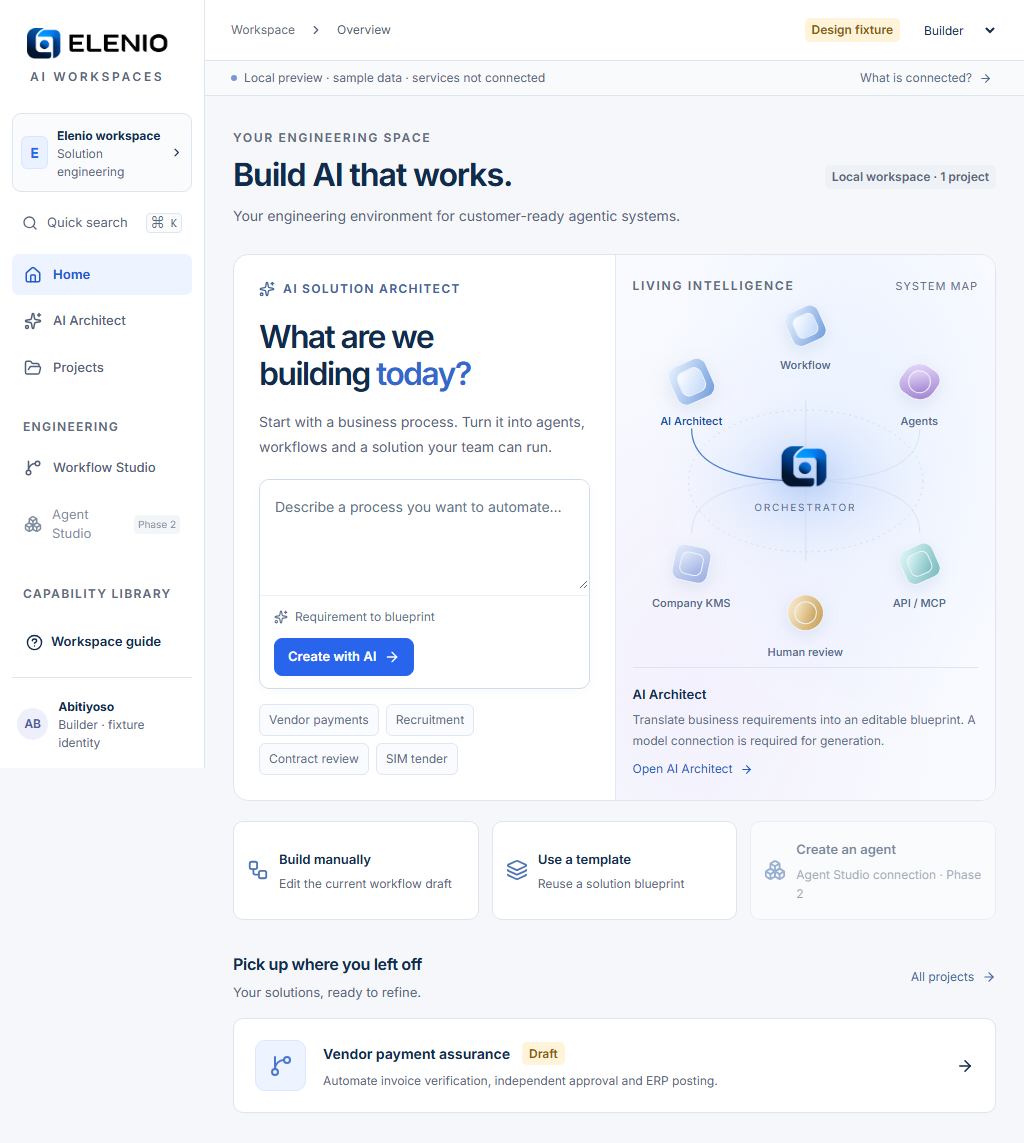 ELENIO
AI WORKSPACES
E
Elenio workspace
Solution
engineering
Quick search
⌘ K
Home
AI Architect
Projects
ENGINEERING
Workflow Studio
Agent
Studio
Phase 2
CAPABILITY LIBRARY
Workspace guide
AB
Abitiyoso
Builder · fixture
identity
Workspace
Overview
Design fixture
Builder
Local preview · sample data · services not connected
What is connected?
YOUR ENGINEERING SPACE
Build AI that works.
Local workspace · 1 project
Your engineering environment for customer-ready agentic systems.
AI SOLUTION ARCHITECT
What are we
building today?
Start with a business process. Turn it into agents,
workflows and a solution your team can run.
Describe a process you want to automate...
Requirement to blueprint
Create with AI
Vendor payments
Recruitment
Contract review
SIM tender
LIVING INTELLIGENCE
SYSTEM MAP
Workflow
AI Architect
Agents
ORCHESTRATOR
Company KMS
API / MCP
Human review
AI Architect
Translate business requirements into an editable blueprint. A
model connection is required for generation.
Open AI Architect
Build manually
Edit the current workflow draft
Use a template
Reuse a solution blueprint
Create an agent
Agent Studio connection · Phase
2
Pick up where you left off
Your solutions, ready to refine.
All projects
Vendor payment assurance
Draft
Automate invoice verification, independent approval and ERP posting.